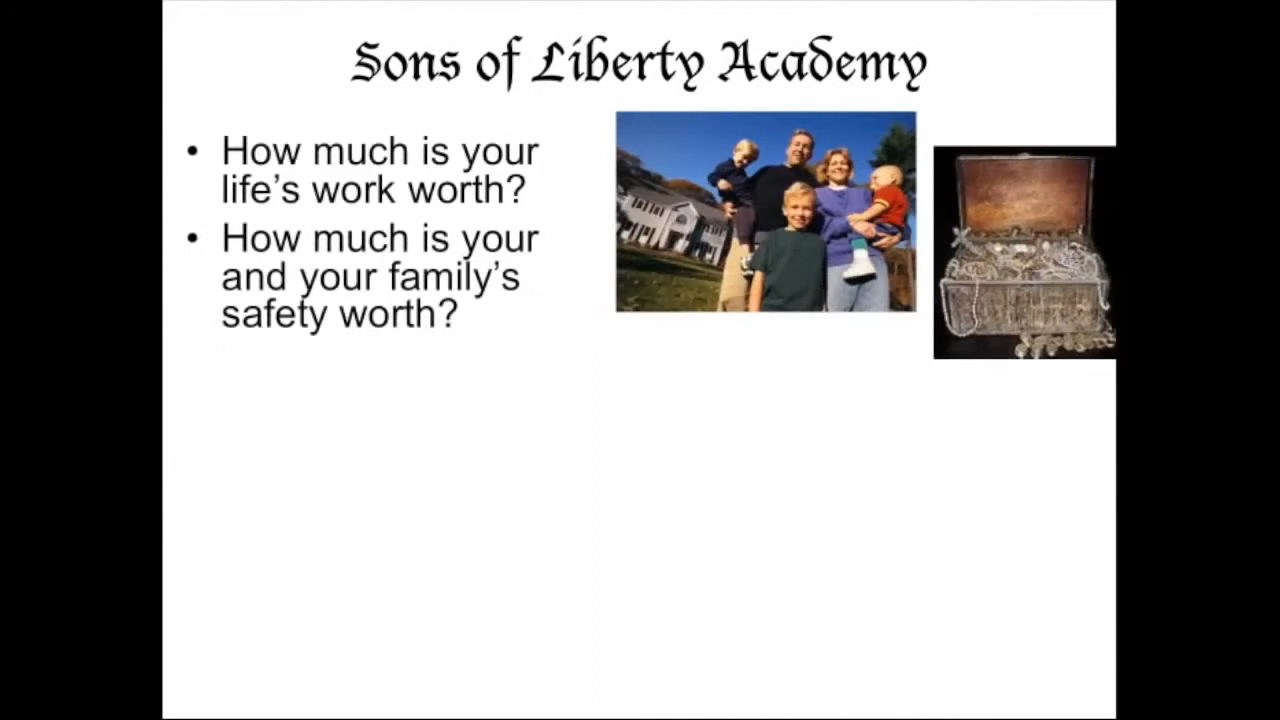 Sons of Liberty Academy
• How much is your
life's work worth?
• How much is your
and your family's
safety worth?